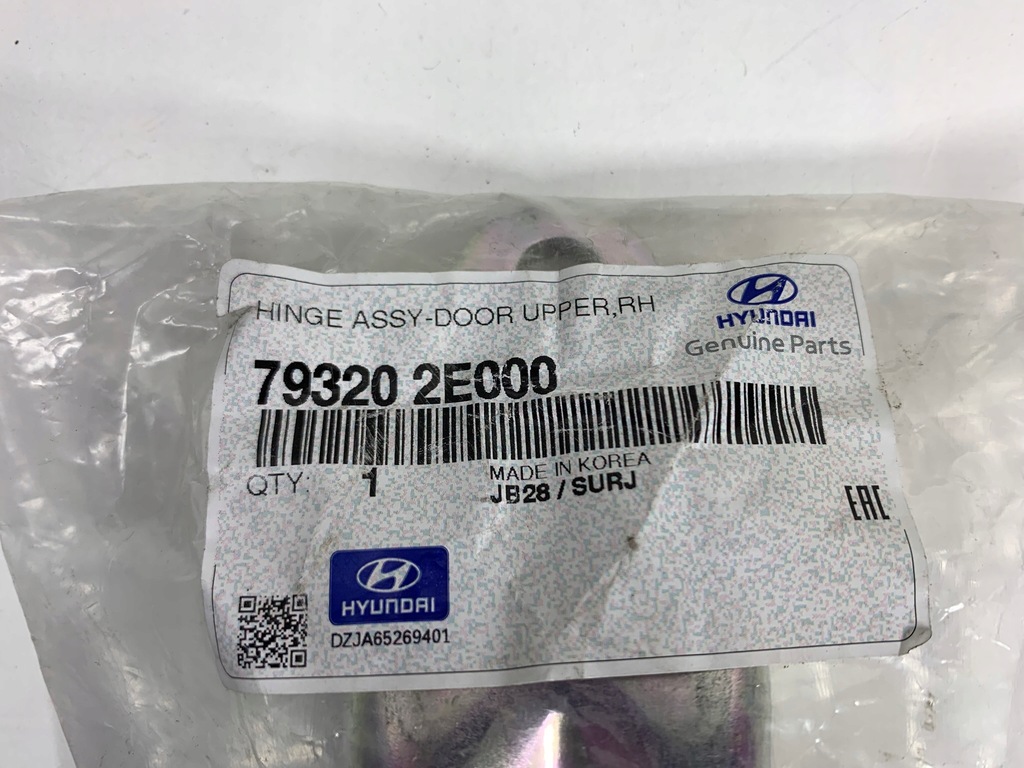 HINGE ASSY-DOOR UPPER,RH
HYUNDAI
Genuine Parts
79320 2E000
QTY: 1
MADE IN KOREA
JB28 / SURJ
EAC
HYUNDAI
DZJA65269401